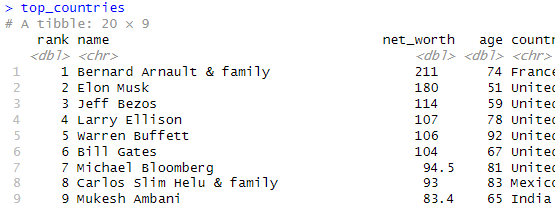 > top_countries
# A tibble: 20 × 9
rank name net_worth age countr
<dbl> <chr> <dbl> <dbl> <chr>
1 1 Bernard Arnault & family 211 74 France
2 2 Elon Musk 180 51 United
3 3 Jeff Bezos 114 59 United
4 4 Larry Ellison 107 78 United
5 5 Warren Buffett 106 92 United
6 6 Bill Gates 104 67 United
7 7 Michael Bloomberg 94.5 81 United
8 8 Carlos Slim Helu & family 93 83 Mexico
9 9 Mukesh Ambani 83.4 65 India